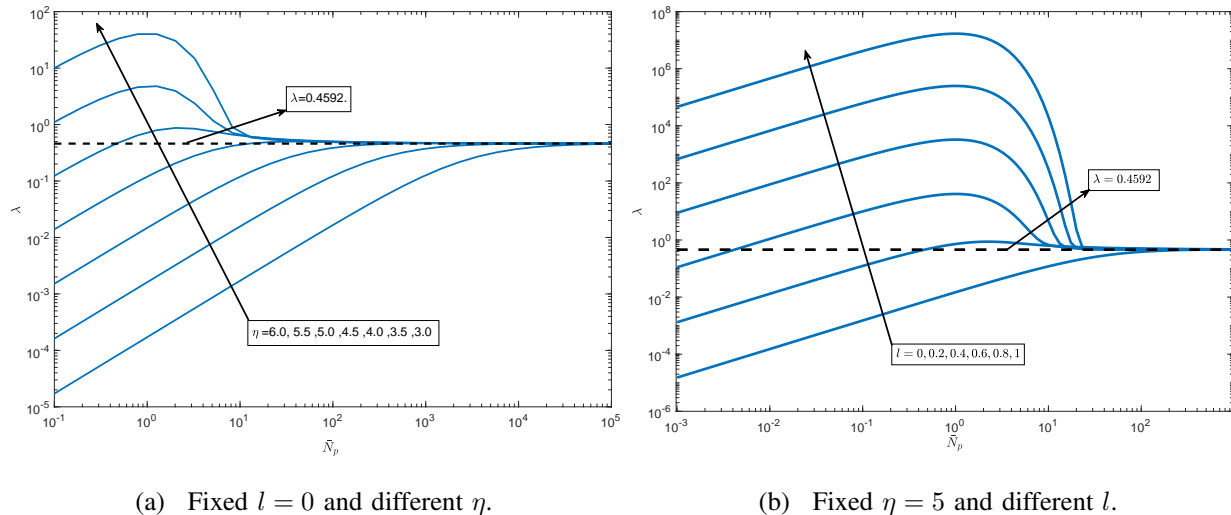 10^2
10^1
10^0
10^-1
10^-2
10^-3
10^-4
10^-5
λ
λ=0.4592.
η =6.0, 5.5 ,5.0 ,4.5 ,4.0 ,3.5 ,3.0
10^-1 10^0 10^1 10^2 10^3 10^4 10^5
N̄_p
10^8
10^6
10^4
10^2
10^0
10^-2
10^-4
10^-6
λ
λ = 0.4592
l = 0, 0.2, 0.4, 0.6, 0.8, 1
10^-3 10^-2 10^-1 10^0 10^1 10^2
N̄_p
(a) Fixed l = 0 and different η.
(b) Fixed η = 5 and different l.